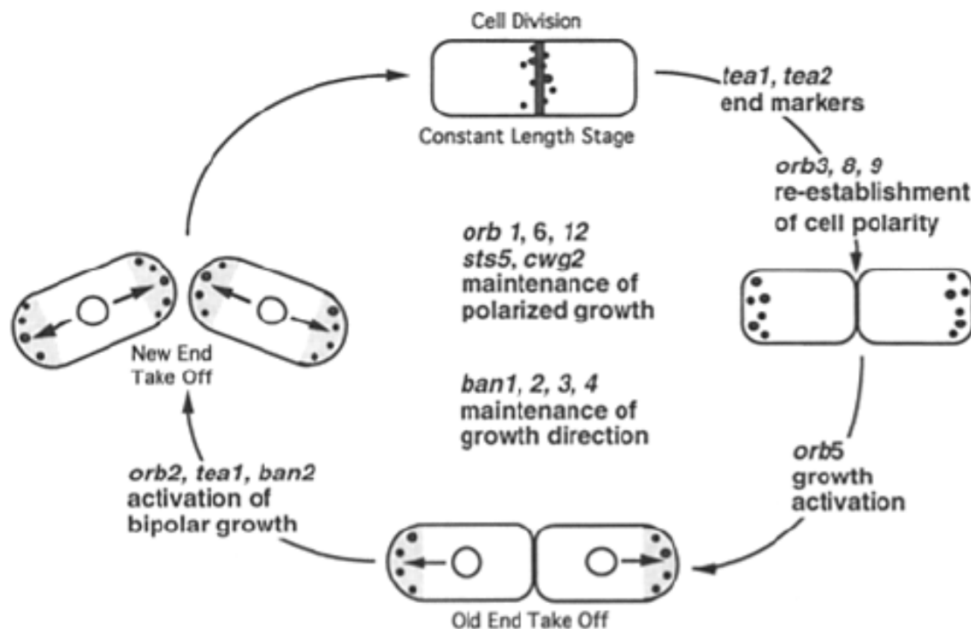 Cell Division
Constant Length Stage
tea1, tea2
end markers
orb3, 8, 9
re-establishment
of cell polarity
orb 1, 6, 12
sts5, cwg2
maintenance of
polarized growth
New End
Take Off
ban1, 2, 3, 4
maintenance of
growth direction
orb5
growth
activation
orb2, tea1, ban2
activation of
bipolar growth
Old End Take Off